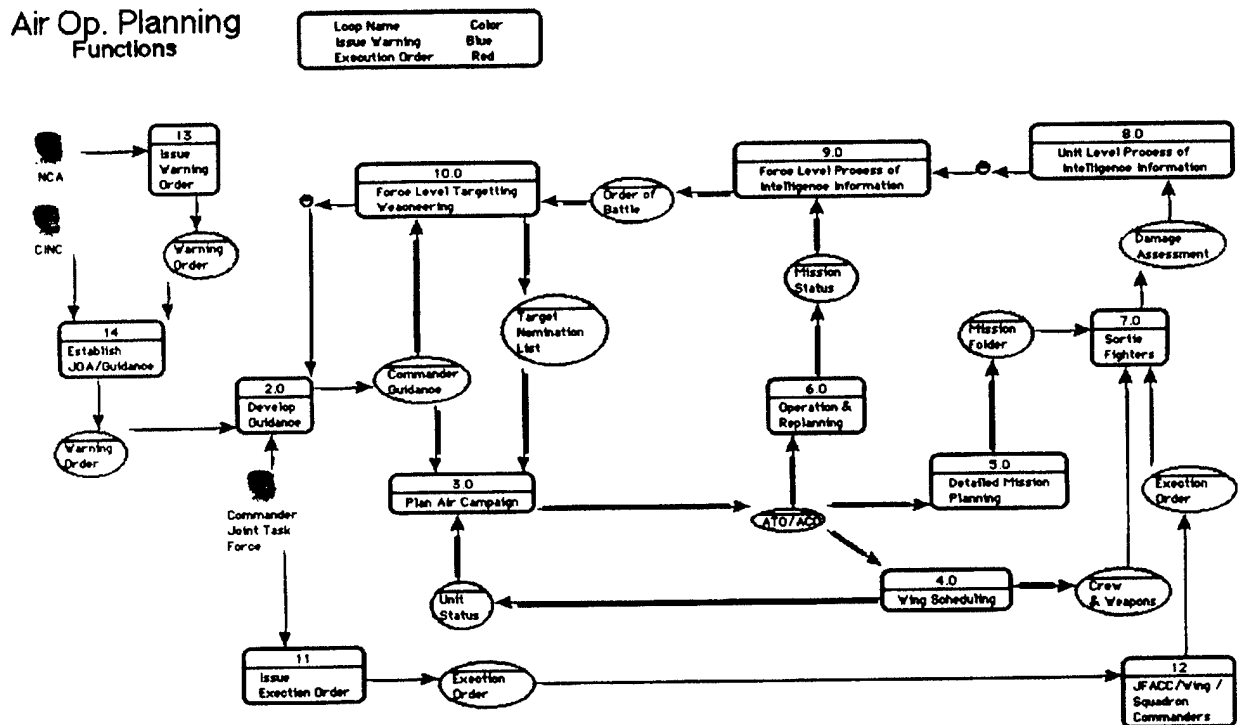 Air Op. Planning
Functions
Loop Name Color
Issue Warning Blue
Execution Order Red
NCA
13
Issue
Warning
Order
CINC
Warning
Order
14
Establish
JOA/Guidance
Warning
Order
2.0
Develop
Guidance
Commander
Joint Task
Force
10.0
Force Level Targetting
Weaoneering
Commander
Guidance
Target
Nomination
List
Order of
Battle
9.0
Force Level Process of
Intelligence Information
8.0
Unit Level Process of
Intelligence Information
Damage
Assessment
Mission
Status
Mission
Folder
7.0
Sortie
Fighters
6.0
Operation &
Replanning
5.0
Detailed Mission
Planning
3.0
Plan Air Campaign
ATO/ACO
Exection
Order
4.0
Wing Scheduling
Crew
& Weapons
Unit
Status
11
Issue
Exection Order
Exection
Order
12
JFACC/Wing /
Squadron
Commanders